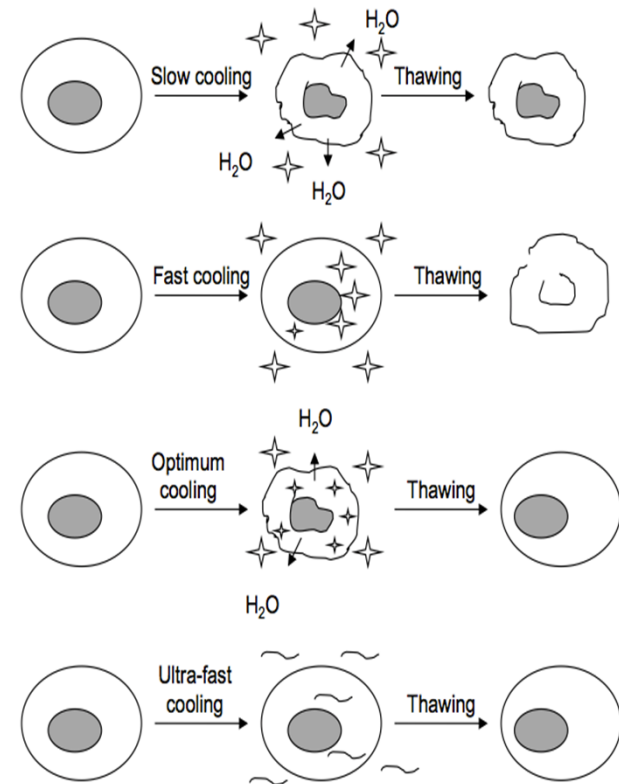 H₂O
Slow cooling
Thawing
H₂O
H₂O
Fast cooling
Thawing
H₂O
Optimum
cooling
Thawing
H₂O
Ultra-fast
cooling
Thawing